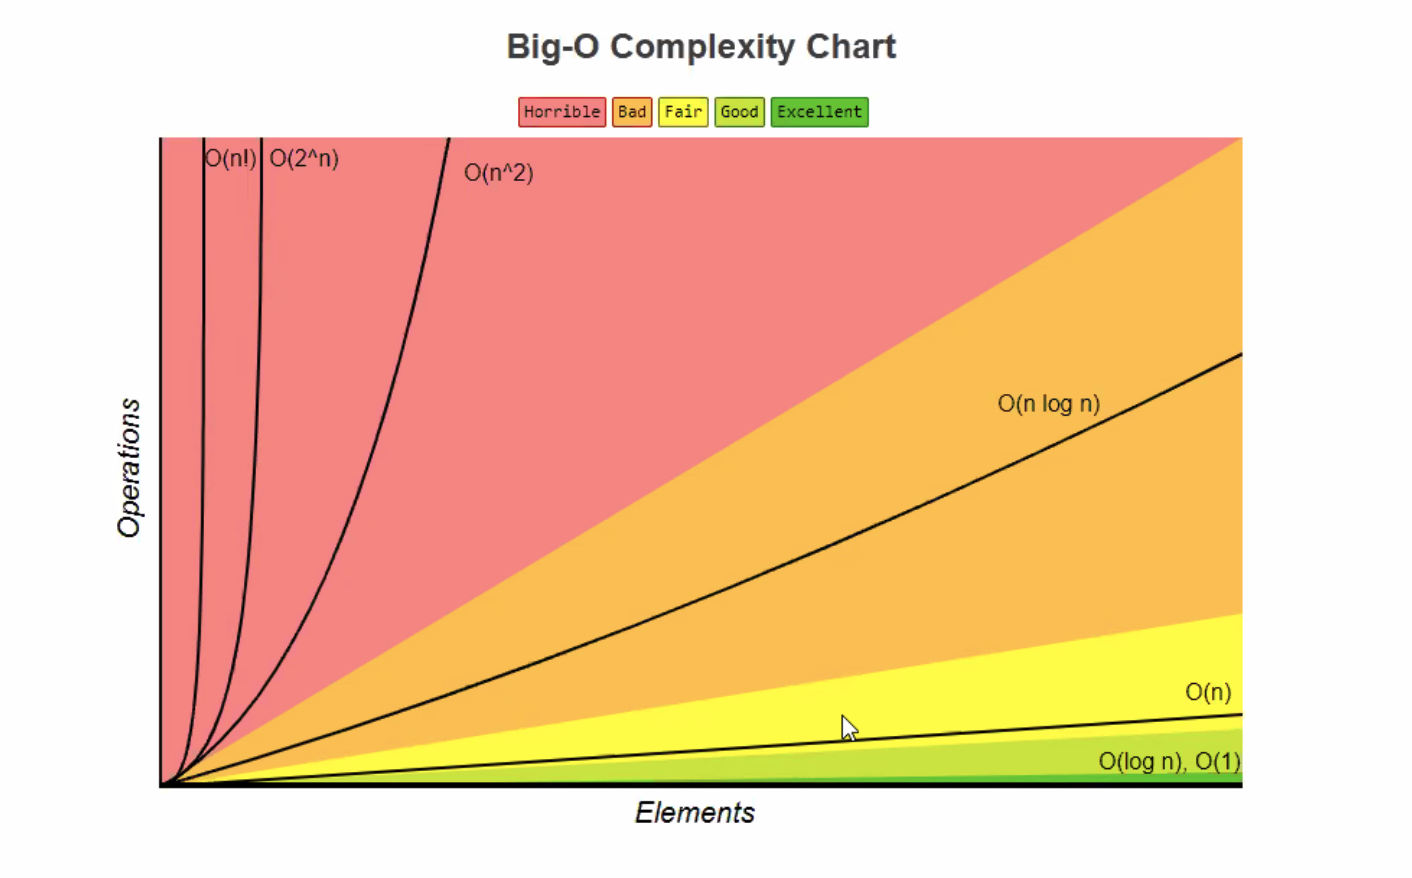 Big-O Complexity Chart
Horrible Bad Fair Good Excellent
O(n!) O(2^n)
O(n^2)
O(n log n)
Operations
O(n)
O(log n), O(1)
Elements